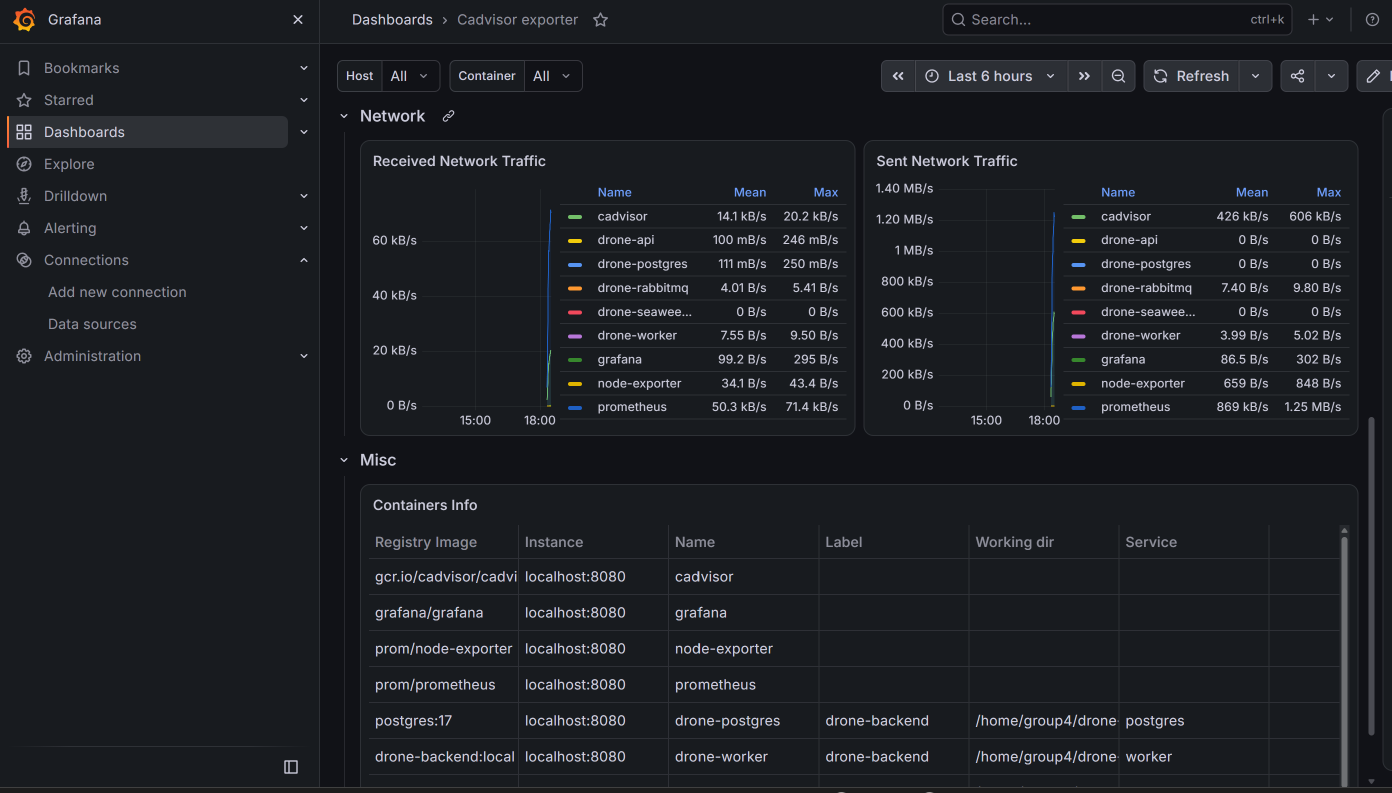 Grafana
Dashboards › Cadvisor exporter
Search...
ctrl+k
Bookmarks
Starred
Dashboards
Explore
Drilldown
Alerting
Connections
Add new connection
Data sources
Administration
Host All
Container All
Last 6 hours
Refresh
Network
Received Network Traffic
60 kB/s
40 kB/s
20 kB/s
0 B/s
15:00 18:00
Name Mean Max
cadvisor 14.1 kB/s 20.2 kB/s
drone-api 100 mB/s 246 mB/s
drone-postgres 111 mB/s 250 mB/s
drone-rabbitmq 4.01 B/s 5.41 B/s
drone-seawee... 0 B/s 0 B/s
drone-worker 7.55 B/s 9.50 B/s
grafana 99.2 B/s 295 B/s
node-exporter 34.1 B/s 43.4 B/s
prometheus 50.3 kB/s 71.4 kB/s
Sent Network Traffic
1.40 MB/s
1.20 MB/s
1 MB/s
800 kB/s
600 kB/s
400 kB/s
200 kB/s
0 B/s
15:00 18:00
Name Mean Max
cadvisor 426 kB/s 606 kB/s
drone-api 0 B/s 0 B/s
drone-postgres 0 B/s 0 B/s
drone-rabbitmq 7.40 B/s 9.80 B/s
drone-seawee... 0 B/s 0 B/s
drone-worker 3.99 B/s 5.02 B/s
grafana 86.5 B/s 302 B/s
node-exporter 659 B/s 848 B/s
prometheus 869 kB/s 1.25 MB/s
Misc
Containers Info
Registry Image Instance Name Label Working dir Service
gcr.io/cadvisor/cadvi localhost:8080 cadvisor
grafana/grafana localhost:8080 grafana
prom/node-exporter localhost:8080 node-exporter
prom/prometheus localhost:8080 prometheus
postgres:17 localhost:8080 drone-postgres drone-backend /home/group4/drone- postgres
drone-backend:local localhost:8080 drone-worker drone-backend /home/group4/drone- worker